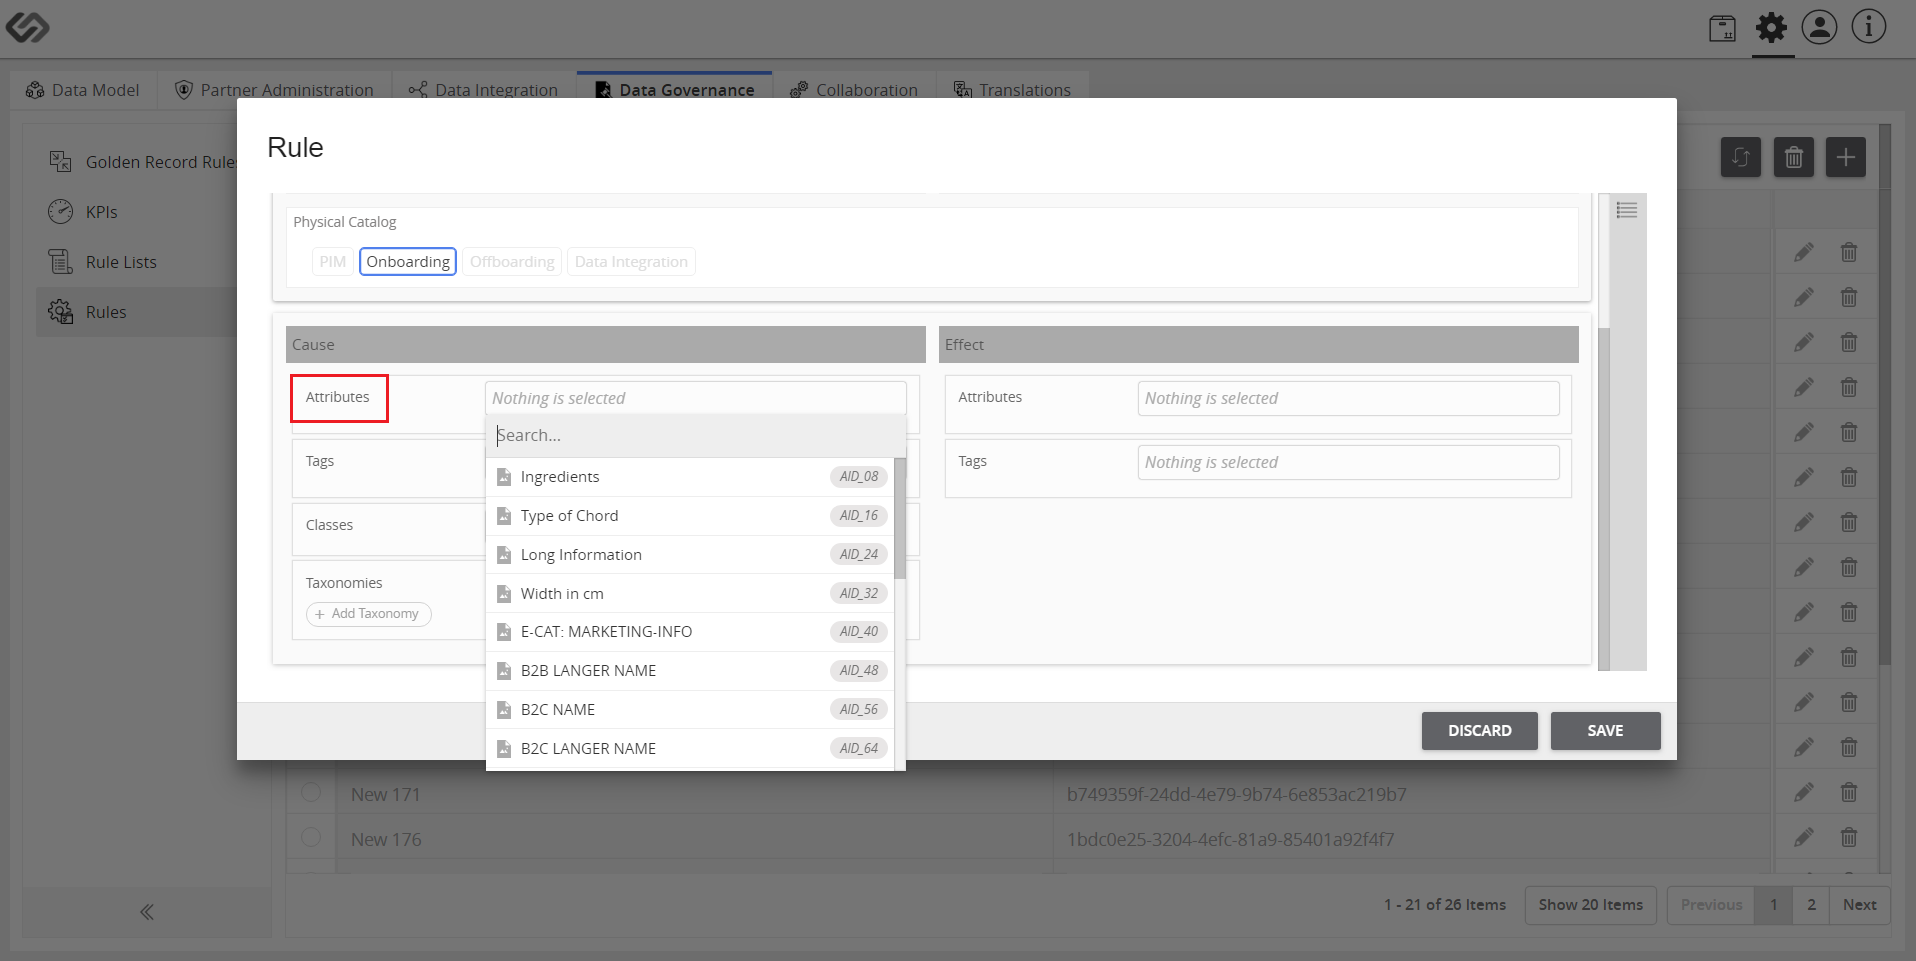 Data Model
Partner Administration
Data Integration
Data Governance
Collaboration
Translations
Golden Record Rules
KPIs
Rule Lists
Rules
Rule
Physical Catalog
PIM
Onboarding
Offboarding
Data Integration
Cause
Effect
Attributes
Nothing is selected
Attributes
Nothing is selected
Search...
Tags
Tags
Nothing is selected
Ingredients AID_08
Type of Chord AID_16
Classes
Long Information AID_24
Taxonomies
Width in cm AID_32
+ Add Taxonomy
E-CAT: MARKETING-INFO AID_40
B2B LANGER NAME AID_48
B2C NAME AID_56
B2C LANGER NAME AID_64
DISCARD
SAVE
New 171
b749359f-24dd-4e79-9b74-6e853ac219b7
New 176
1bdc0e25-3204-4efc-81a9-85401a92f4f7
1 - 21 of 26 Items
Show 20 Items
Previous
1
2
Next